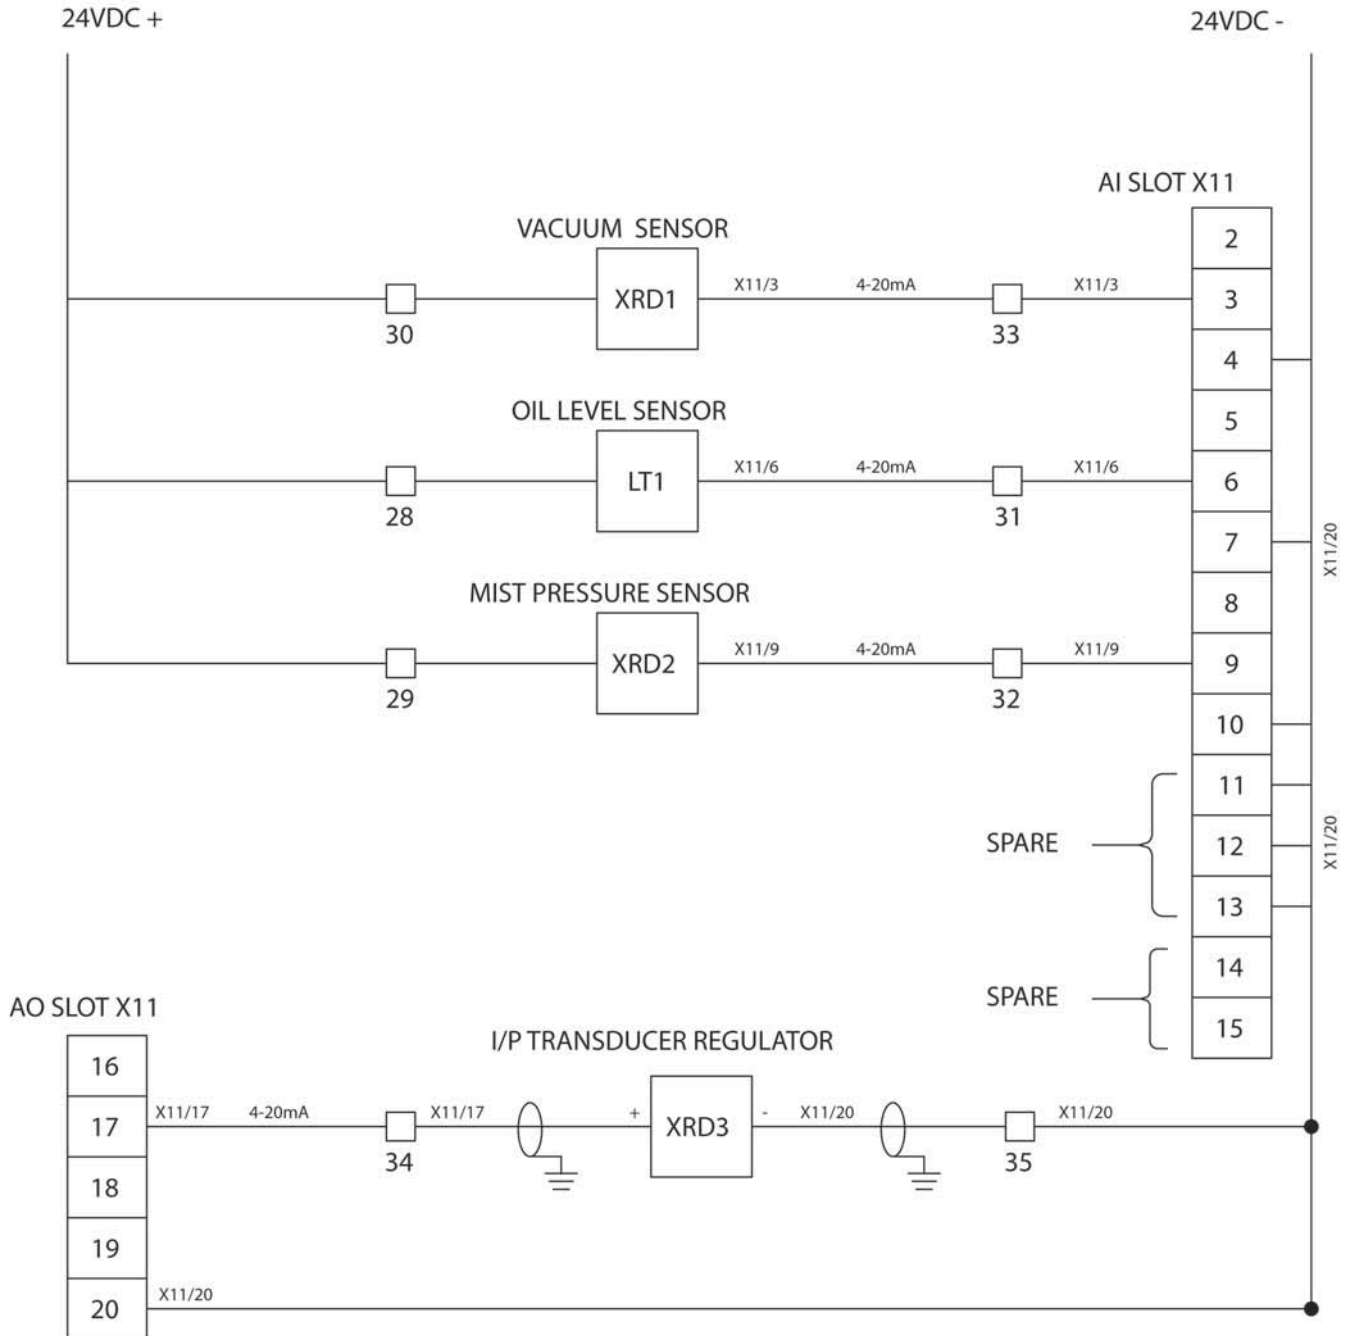 24VDC +
24VDC -
AI SLOT X11
2
VACUUM SENSOR
XRD1
X11/3
4-20mA
X11/3
3
30
33
4
OIL LEVEL SENSOR
5
LT1
X11/6
4-20mA
X11/6
6
28
31
7
X11/20
MIST PRESSURE SENSOR
8
XRD2
X11/9
4-20mA
X11/9
9
29
32
10
11
SPARE
12
X11/20
13
14
SPARE
15
AO SLOT X11
16
I/P TRANSDUCER REGULATOR
17
X11/17
4-20mA
X11/17
+
XRD3
-
X11/20
X11/20
34
35
18
19
20
X11/20